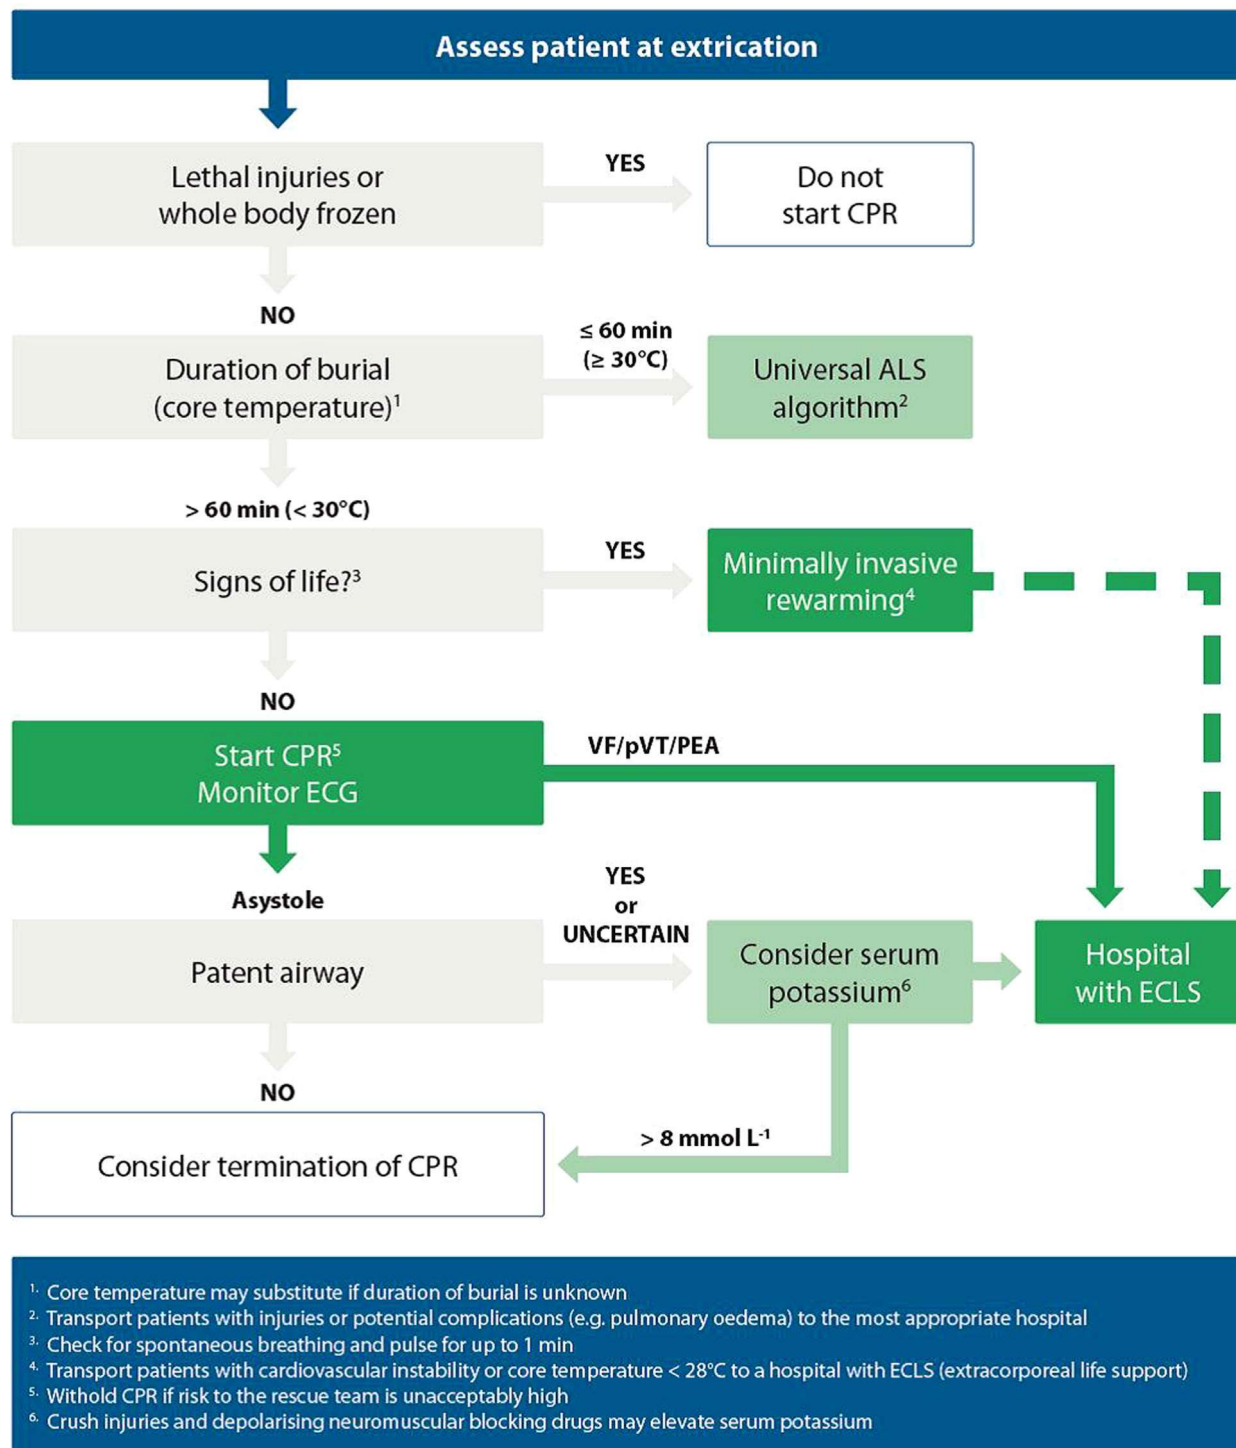 Assess patient at extrication
Lethal injuries or
whole body frozen
YES
Do not
start CPR
NO
Duration of burial
(core temperature)¹
≤ 60 min
(≥ 30°C)
Universal ALS
algorithm²
> 60 min (< 30°C)
Signs of life?³
YES
Minimally invasive
rewarming⁴
NO
Start CPR⁵
Monitor ECG
VF/pVT/PEA
Asystole
Patent airway
YES
or
UNCERTAIN
Consider serum
potassium⁶
Hospital
with ECLS
NO
Consider termination of CPR
> 8 mmol L⁻¹
¹· Core temperature may substitute if duration of burial is unknown
²· Transport patients with injuries or potential complications (e.g. pulmonary oedema) to the most appropriate hospital
³· Check for spontaneous breathing and pulse for up to 1 min
⁴· Transport patients with cardiovascular instability or core temperature < 28°C to a hospital with ECLS (extracorporeal life support)
⁵· Withold CPR if risk to the rescue team is unacceptably high
⁶· Crush injuries and depolarising neuromuscular blocking drugs may elevate serum potassium